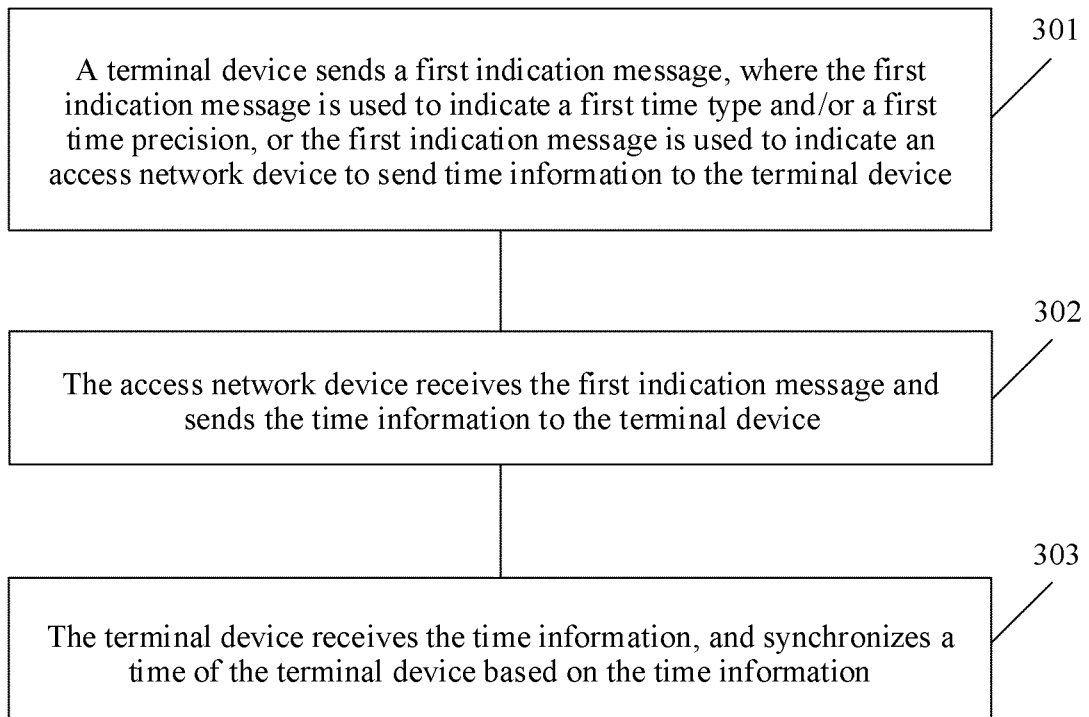 301
A terminal device sends a first indication message, where the first
indication message is used to indicate a first time type and/or a first
time precision, or the first indication message is used to indicate an
access network device to send time information to the terminal device
302
The access network device receives the first indication message and
sends the time information to the terminal device
303
The terminal device receives the time information, and synchronizes a
time of the terminal device based on the time information